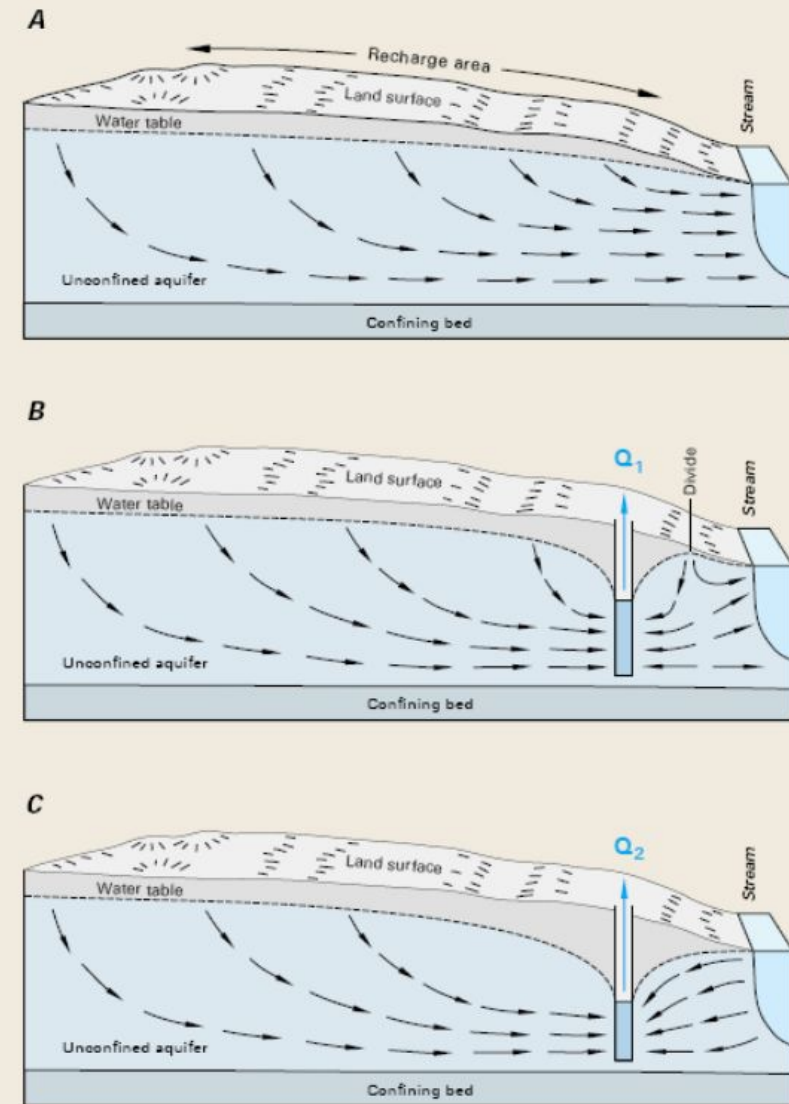 A
Recharge area
Land surface
Stream
Water table
Unconfined aquifer
Confining bed
B
Q1
Divide
Stream
Land surface
Water table
Unconfined aquifer
Confining bed
C
Q2
Stream
Land surface
Water table
Unconfined aquifer
Confining bed